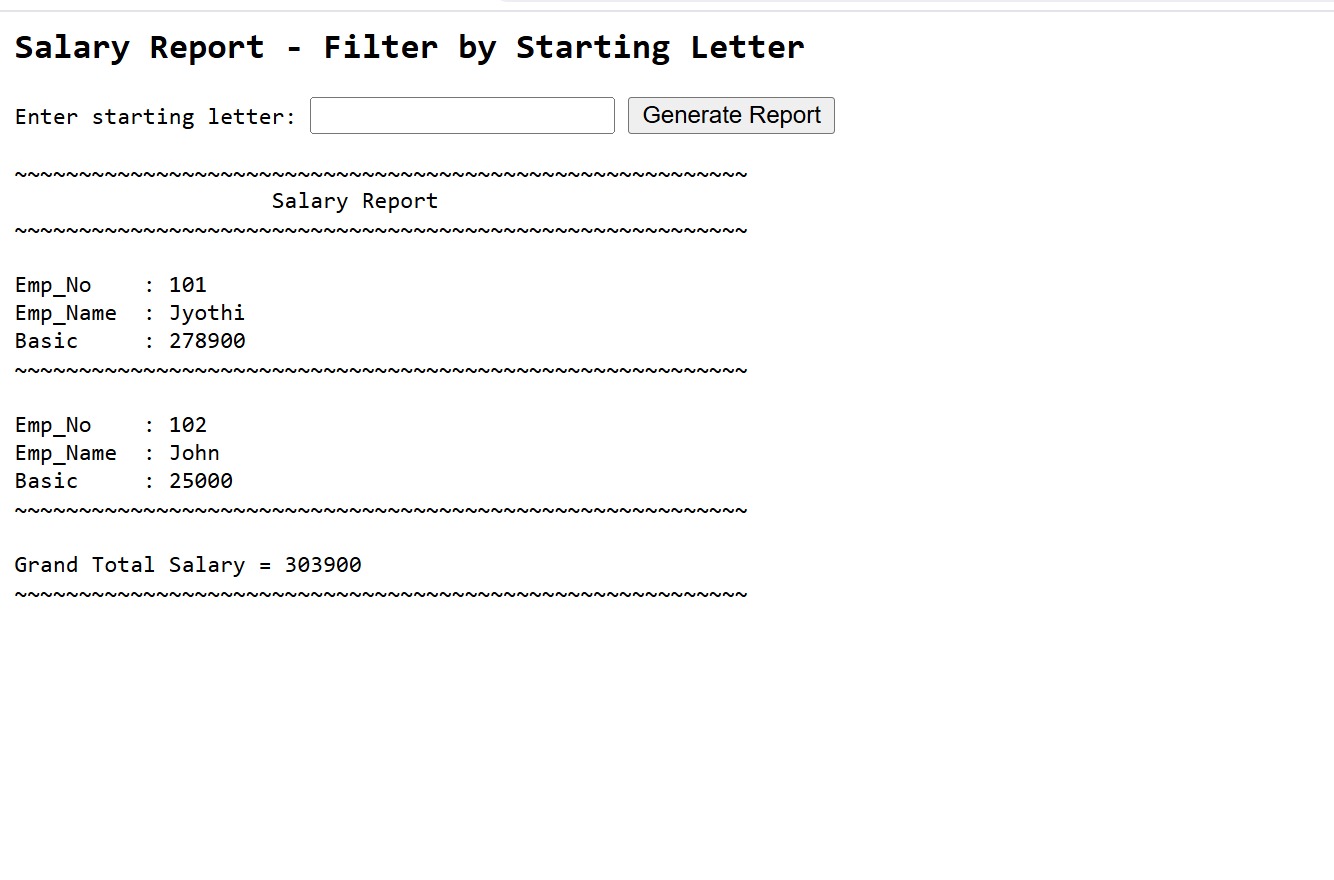 Salary Report - Filter by Starting Letter
Enter starting letter: Generate Report
~~~~~~~~~~~~~~~~~~~~~~~~~~~~~~~~~~~~~~~~~~~~~~~~~~~~~~~~~
Salary Report
~~~~~~~~~~~~~~~~~~~~~~~~~~~~~~~~~~~~~~~~~~~~~~~~~~~~~~~~~
Emp_No : 101
Emp_Name : Jyothi
Basic : 278900
~~~~~~~~~~~~~~~~~~~~~~~~~~~~~~~~~~~~~~~~~~~~~~~~~~~~~~~~~
Emp_No : 102
Emp_Name : John
Basic : 25000
~~~~~~~~~~~~~~~~~~~~~~~~~~~~~~~~~~~~~~~~~~~~~~~~~~~~~~~~~
Grand Total Salary = 303900
~~~~~~~~~~~~~~~~~~~~~~~~~~~~~~~~~~~~~~~~~~~~~~~~~~~~~~~~~